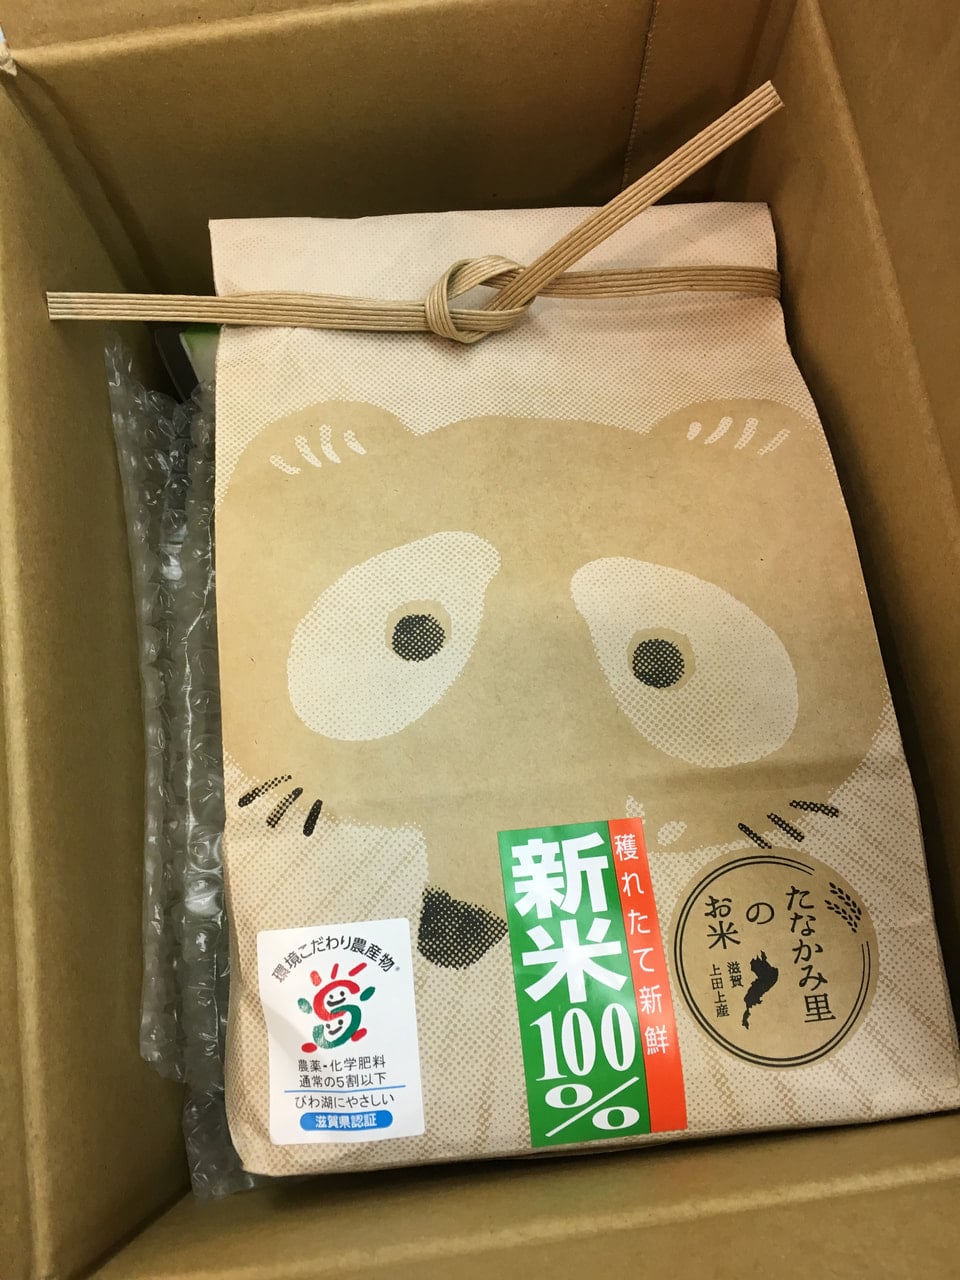 環境こだわり農産物®
農薬・化学肥料
通常の5割以下
びわ湖にやさしい
滋賀県認証
穫れたて新鮮
新米100%
たなかみ里
の
お米
滋賀
上田上産